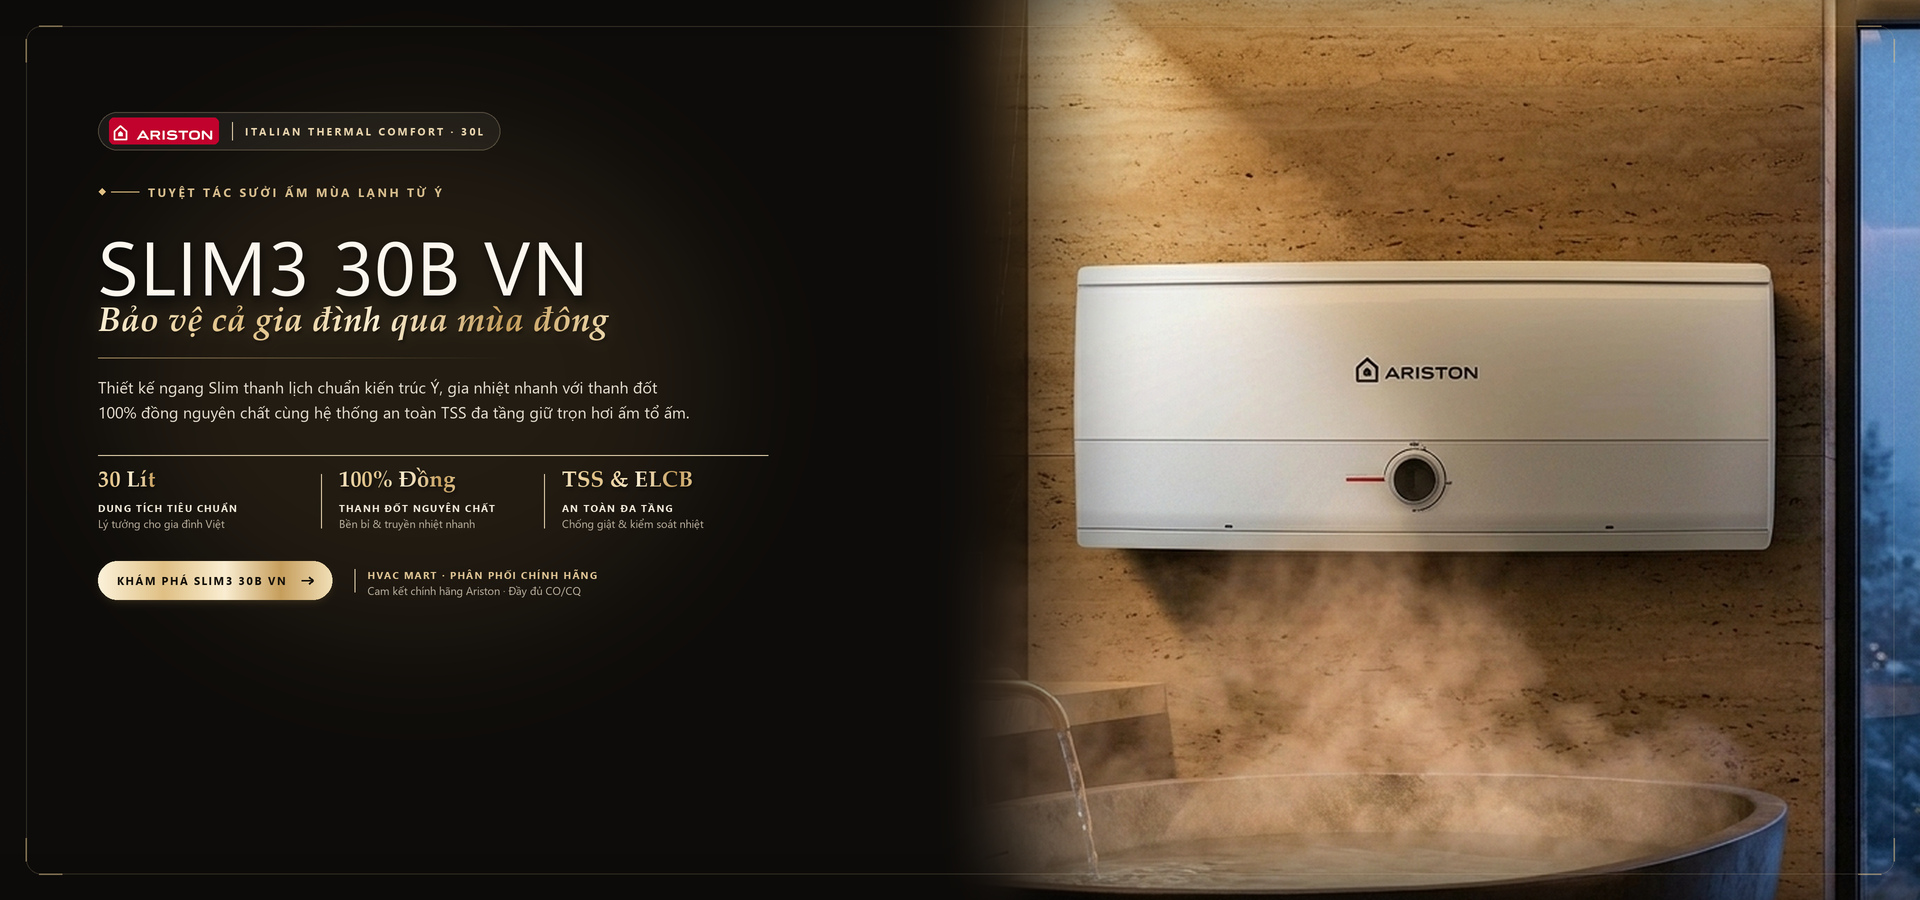 ARISTON
ITALIAN THERMAL COMFORT · 30L
TUYỆT TÁC SƯỞI ẤM MÙA LẠNH TỪ Ý
SLIM3 30B VN
Bảo vệ cả gia đình qua mùa đông
Thiết kế ngang Slim thanh lịch chuẩn kiến trúc Ý, gia nhiệt nhanh với thanh đốt
100% đồng nguyên chất cùng hệ thống an toàn TSS đa tầng giữ trọn hơi ấm tổ ấm.
30 Lít
DUNG TÍCH TIÊU CHUẨN
Lý tưởng cho gia đình Việt
100% Đồng
THANH ĐỐT NGUYÊN CHẤT
Bền bỉ & truyền nhiệt nhanh
TSS & ELCB
AN TOÀN ĐA TẦNG
Chống giật & kiểm soát nhiệt
KHÁM PHÁ SLIM3 30B VN →
HVAC MART · PHÂN PHỐI CHÍNH HÃNG
Cam kết chính hãng Ariston · Đầy đủ CO/CQ
ARISTON